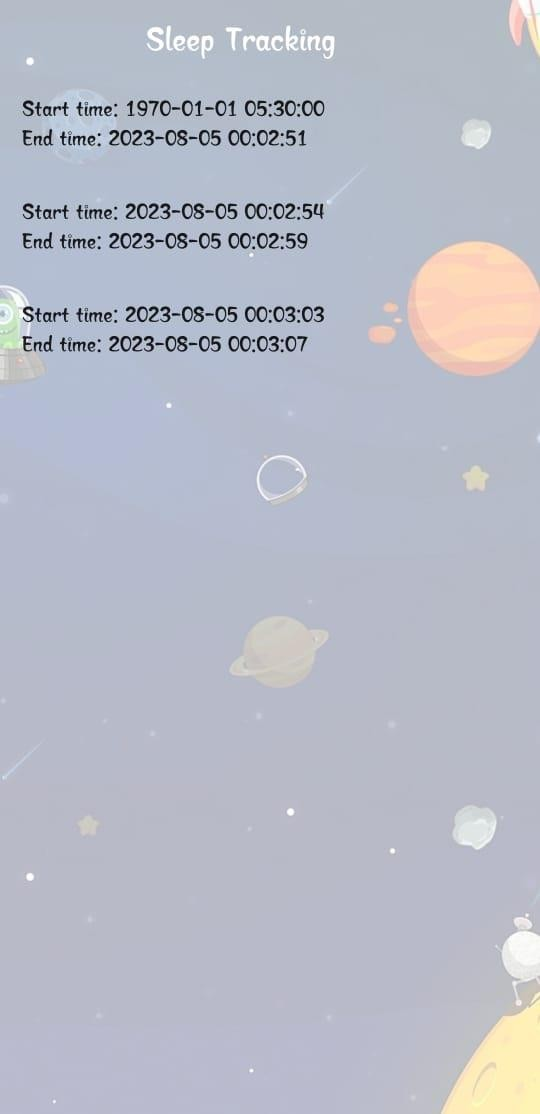 Sleep Tracking
Start time: 1970-01-01 05:30:00
End time: 2023-08-05 00:02:51
Start time: 2023-08-05 00:02:54
End time: 2023-08-05 00:02:59
Start time: 2023-08-05 00:03:03
End time: 2023-08-05 00:03:07